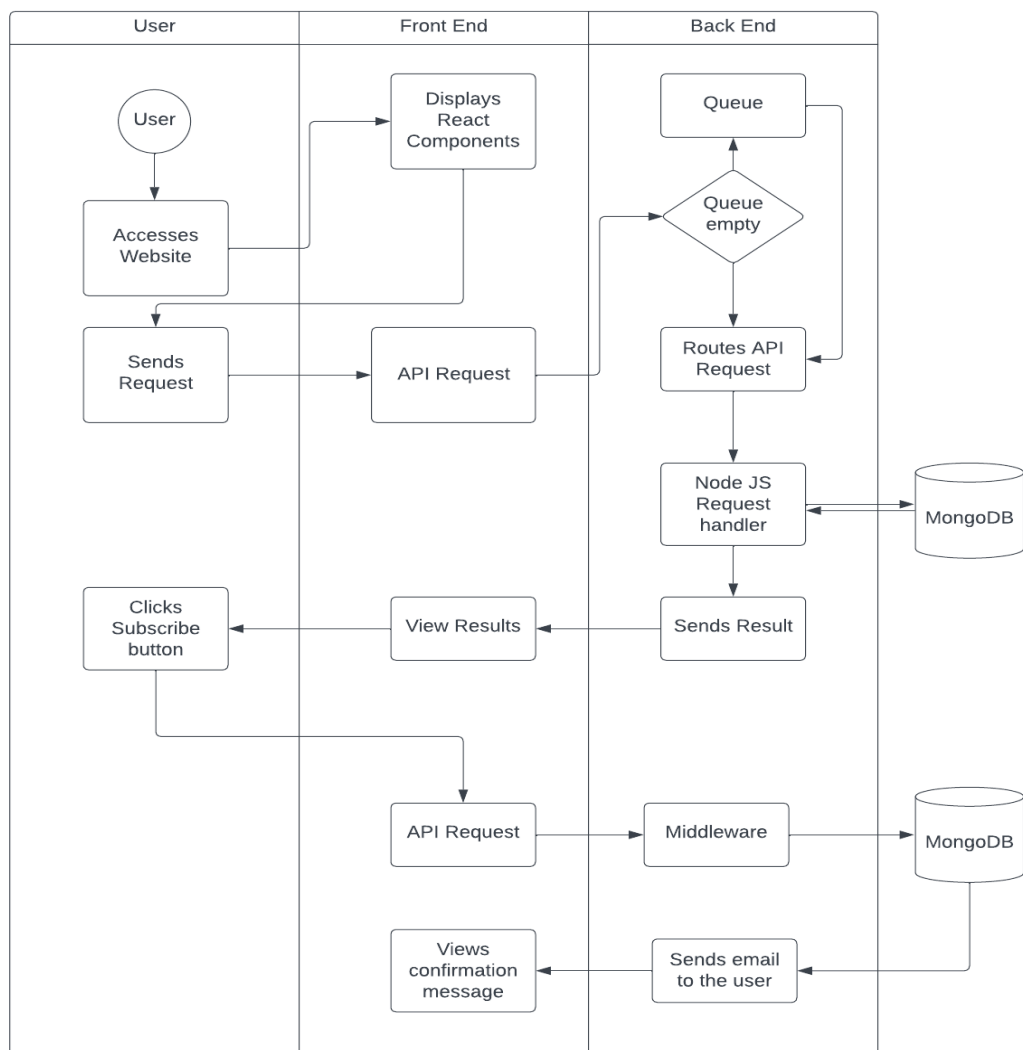 User
Front End
Back End
User
Displays
React
Components
Queue
Queue
empty
Accesses
Website
Sends
Request
API Request
Routes API
Request
Node JS
Request
handler
MongoDB
Clicks
Subscribe
button
View Results
Sends Result
API Request
Middleware
MongoDB
Views
confirmation
message
Sends email
to the user